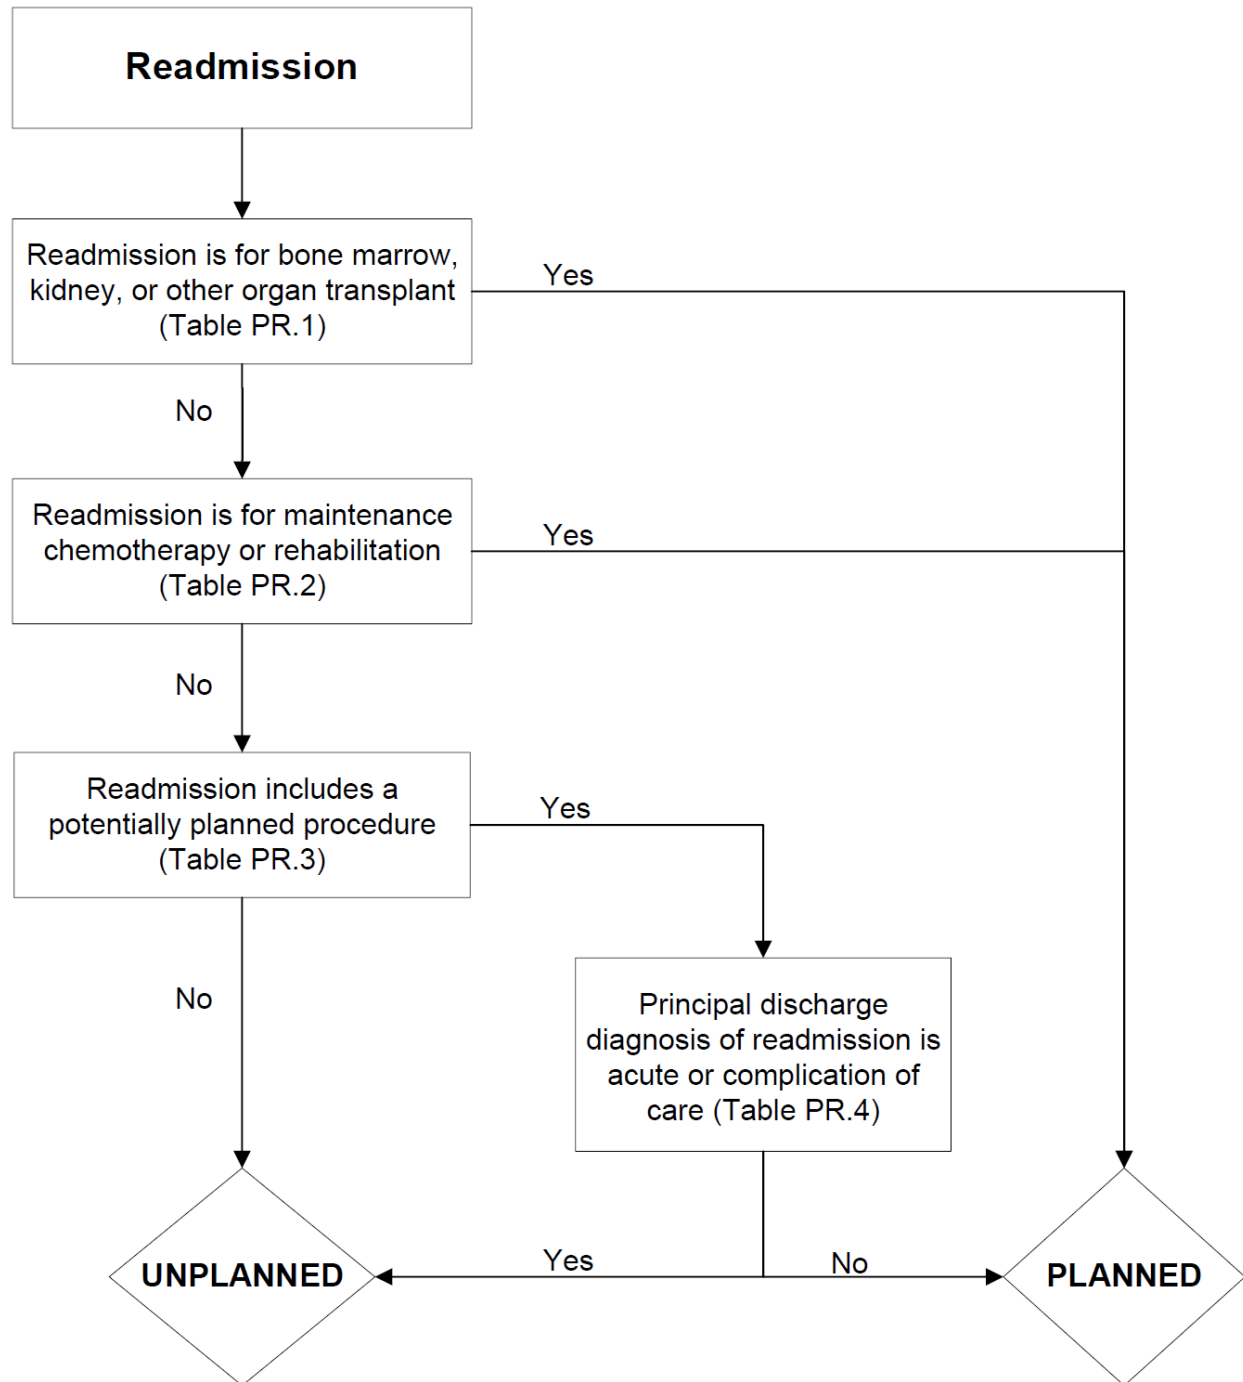 Readmission
Readmission is for bone marrow,
kidney, or other organ transplant
(Table PR.1)
Yes
No
Readmission is for maintenance
chemotherapy or rehabilitation
(Table PR.2)
Yes
No
Readmission includes a
potentially planned procedure
(Table PR.3)
Yes
No
Principal discharge
diagnosis of readmission is
acute or complication of
care (Table PR.4)
Yes
No
UNPLANNED
PLANNED